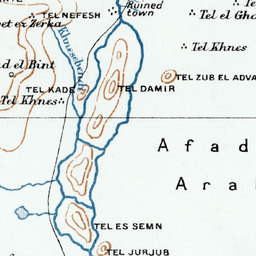 TEL NEFESH
Ruined
town
Tel el Gha
et ez Zerka
Tel Khnes
d el Bint
TEL ZUB EL ADVA
TEL KADE
TEL DAMIR
Tel Khnes
Afad
Ara
TEL ES SEMN
TEL JURJUB